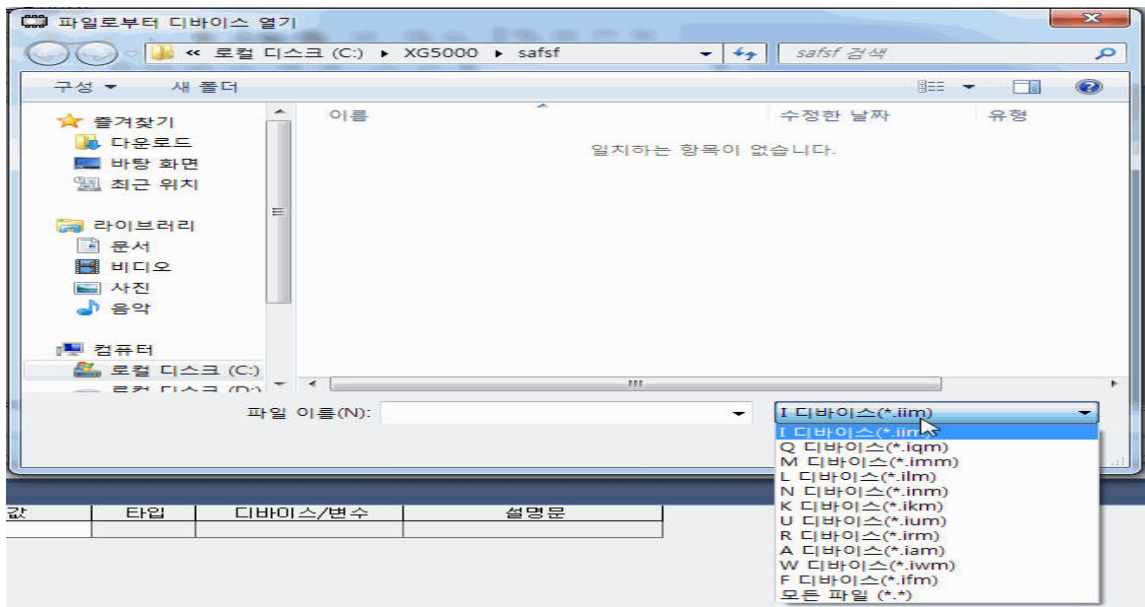 파일로부터 디바이스 열기
« 로컬 디스크 (C:) ▸ XG5000 ▸ safsf
safsf 검색
구성 새 폴더
이름 수정한 날짜 유형
일치하는 항목이 없습니다.
즐겨찾기
다운로드
바탕 화면
최근 위치
라이브러리
문서
비디오
사진
음악
컴퓨터
로컬 디스크 (C:)
로컬 디스크 (D:)
파일 이름(N):
I 디바이스(*.iim)
I 디바이스(*.iim)
Q 디바이스(*.iqm)
M 디바이스(*.imm)
L 디바이스(*.ilm)
N 디바이스(*.inm)
K 디바이스(*.ikm)
U 디바이스(*.ium)
R 디바이스(*.irm)
A 디바이스(*.iam)
W 디바이스(*.iwm)
F 디바이스(*.ifm)
모든 파일 (*.*)
값 타입 디바이스/변수 설명문